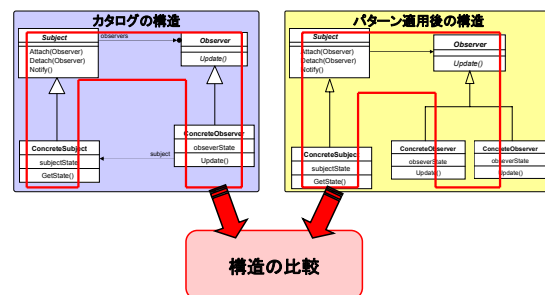 カタログの構造
Subject
observers
Attach(Observer)
Detach(Observer)
Notify()
Observer
Update()
ConcreteSubject
subjectState
GetState()
subject
ConcreteObserver
obseverState
Update()
パターン適用後の構造
Subject
Attach(Observer)
Detach(Observer)
Notify()
Observer
Update()
ConcreteSubject
subjectState
GetState()
ConcreteObserver
obseverState
Update()
ConcreteObserver
obseverState
Update()
構造の比較